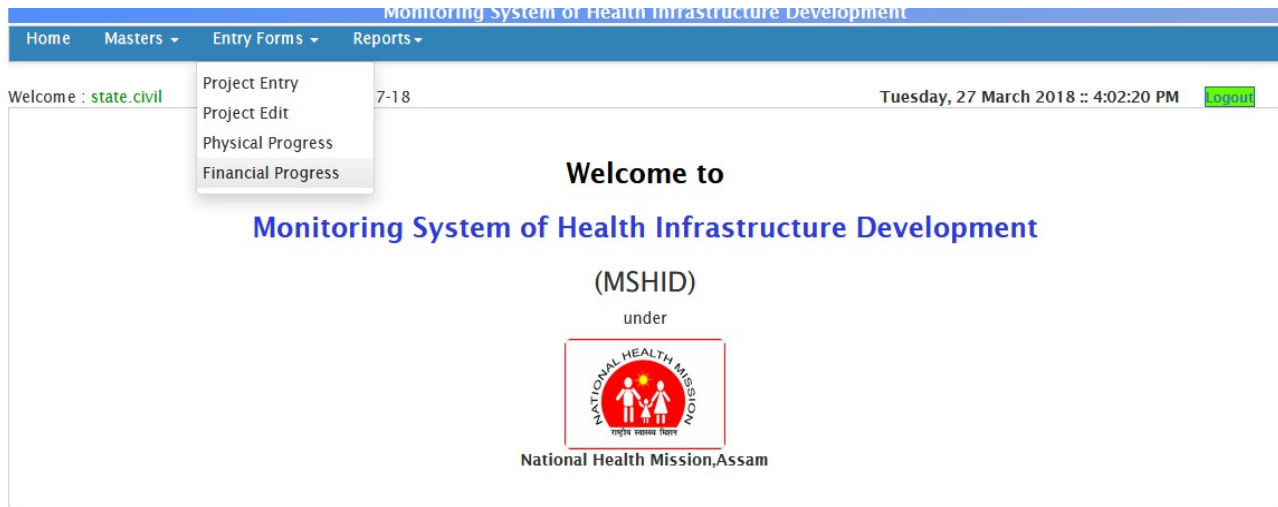 Monitoring System of Health Infrastructure Development
Home Masters Entry Forms Reports
Project Entry
Project Edit
Physical Progress
Financial Progress
Welcome : state.civil 7-18 Tuesday, 27 March 2018 :: 4:02:20 PM Logout
Welcome to
Monitoring System of Health Infrastructure Development
(MSHID)
under
NATIONAL HEALTH MISSION
राष्ट्रीय स्वास्थ्य मिशन
National Health Mission,Assam